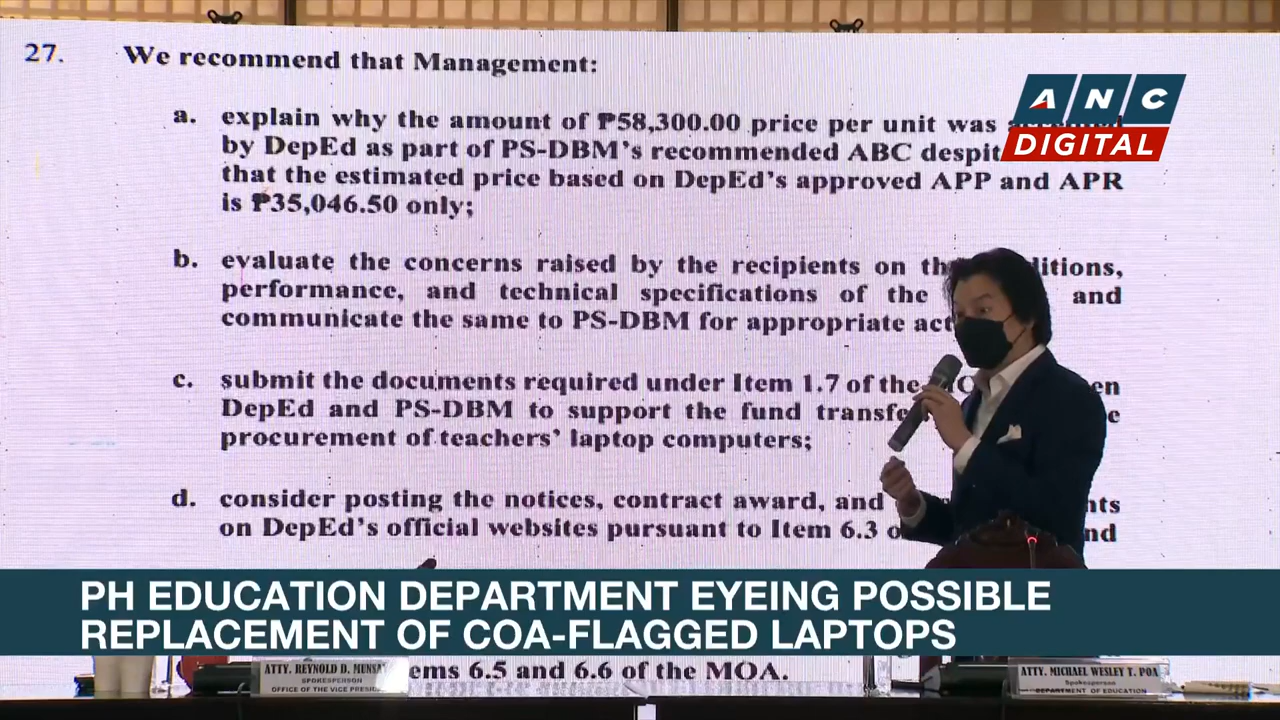 27. We recommend that Management:
a. explain why the amount of ₱58,300.00 price per unit was
by DepEd as part of PS-DBM's recommended ABC
that the estimated price based on DepEd's approved APP and APR
is ₱35,046.50 only;
b. evaluate the concerns raised by the recipients on
performance, and technical specifications of the and
communicate the same to PS-DBM for appropriate
c. submit the documents required under Item 1.7 of the
DepEd and PS-DBM to support the fund
procurement of teachers' laptop computers;
d. consider posting the notices, contract award, and
on DepEd's official websites pursuant to Item 6.3
6.5 and 6.6 of the MOA.
ANC
DIGITAL
PH EDUCATION DEPARTMENT EYEING POSSIBLE
REPLACEMENT OF COA-FLAGGED LAPTOPS
ATTY. REYNOLD D.
SPOKESPERSON
OFFICE OF THE VICE
ATTY. MICHAEL WESLEY T. POA
Spokesperson
DEPARTMENT OF EDUCATION